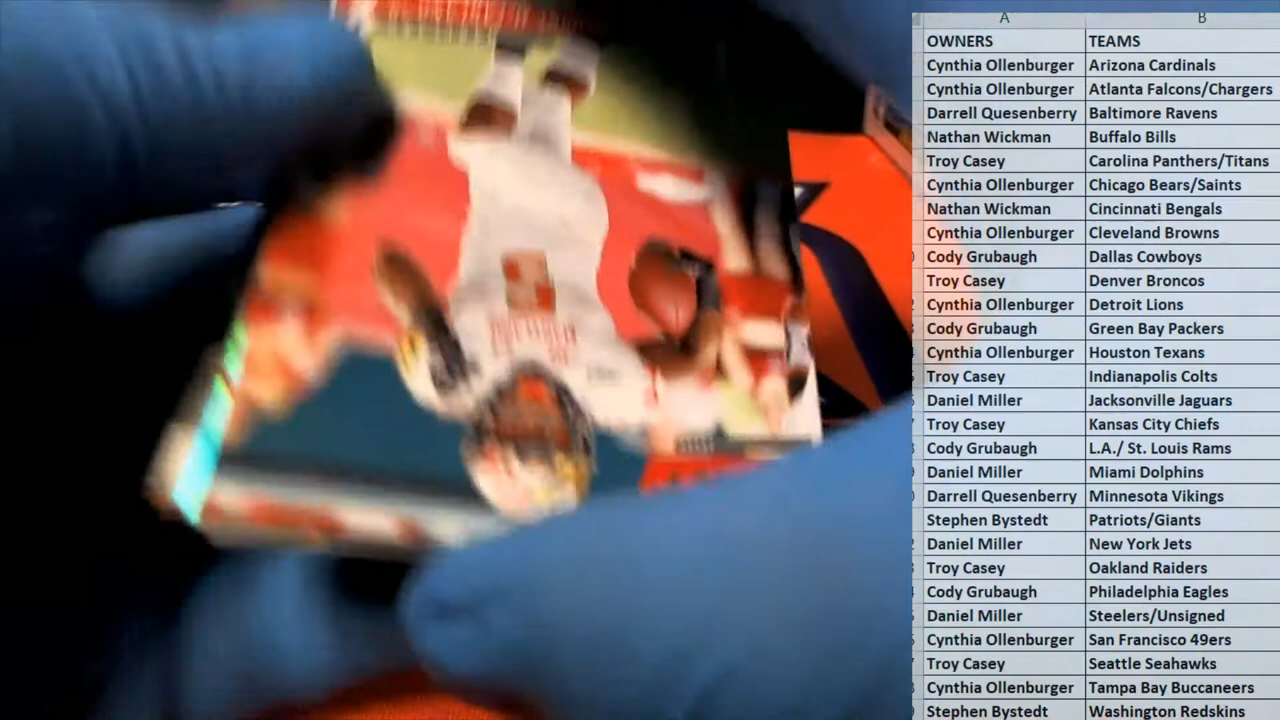 A B
OWNERS TEAMS
Cynthia Ollenburger Arizona Cardinals
Cynthia Ollenburger Atlanta Falcons/Chargers
Darrell Quesenberry Baltimore Ravens
Nathan Wickman Buffalo Bills
Troy Casey Carolina Panthers/Titans
Cynthia Ollenburger Chicago Bears/Saints
Nathan Wickman Cincinnati Bengals
Cynthia Ollenburger Cleveland Browns
Cody Grubaugh Dallas Cowboys
Troy Casey Denver Broncos
Cynthia Ollenburger Detroit Lions
Cody Grubaugh Green Bay Packers
Cynthia Ollenburger Houston Texans
Troy Casey Indianapolis Colts
Daniel Miller Jacksonville Jaguars
Troy Casey Kansas City Chiefs
Cody Grubaugh L.A./ St. Louis Rams
Daniel Miller Miami Dolphins
Darrell Quesenberry Minnesota Vikings
Stephen Bystedt Patriots/Giants
Daniel Miller New York Jets
Troy Casey Oakland Raiders
Cody Grubaugh Philadelphia Eagles
Daniel Miller Steelers/Unsigned
Cynthia Ollenburger San Francisco 49ers
Troy Casey Seattle Seahawks
Cynthia Ollenburger Tampa Bay Buccaneers
Stephen Bystedt Washington Redskins